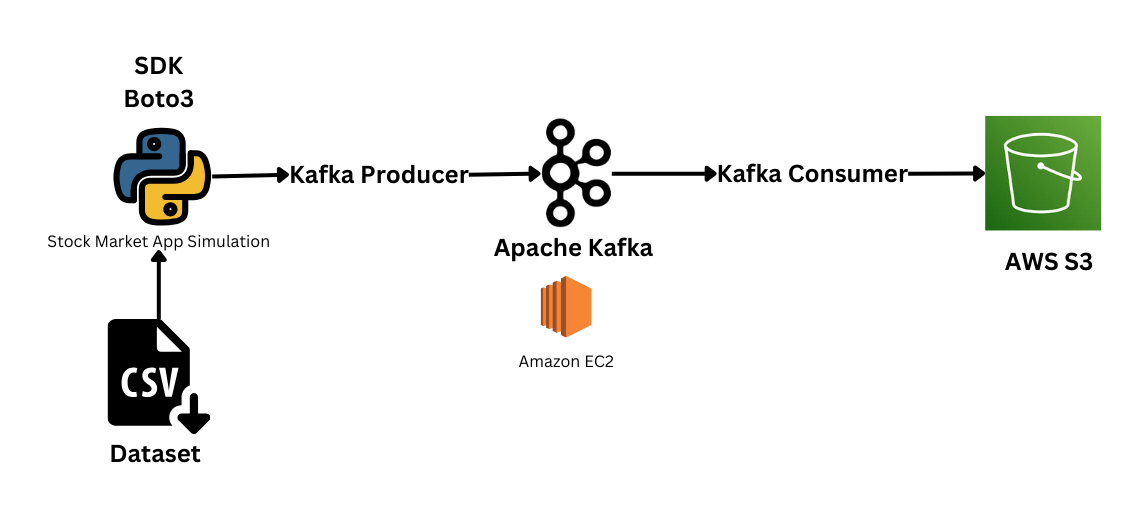 SDK
Boto3
Stock Market App Simulation
CSV
Dataset
Kafka Producer
Apache Kafka
Amazon EC2
Kafka Consumer
AWS S3